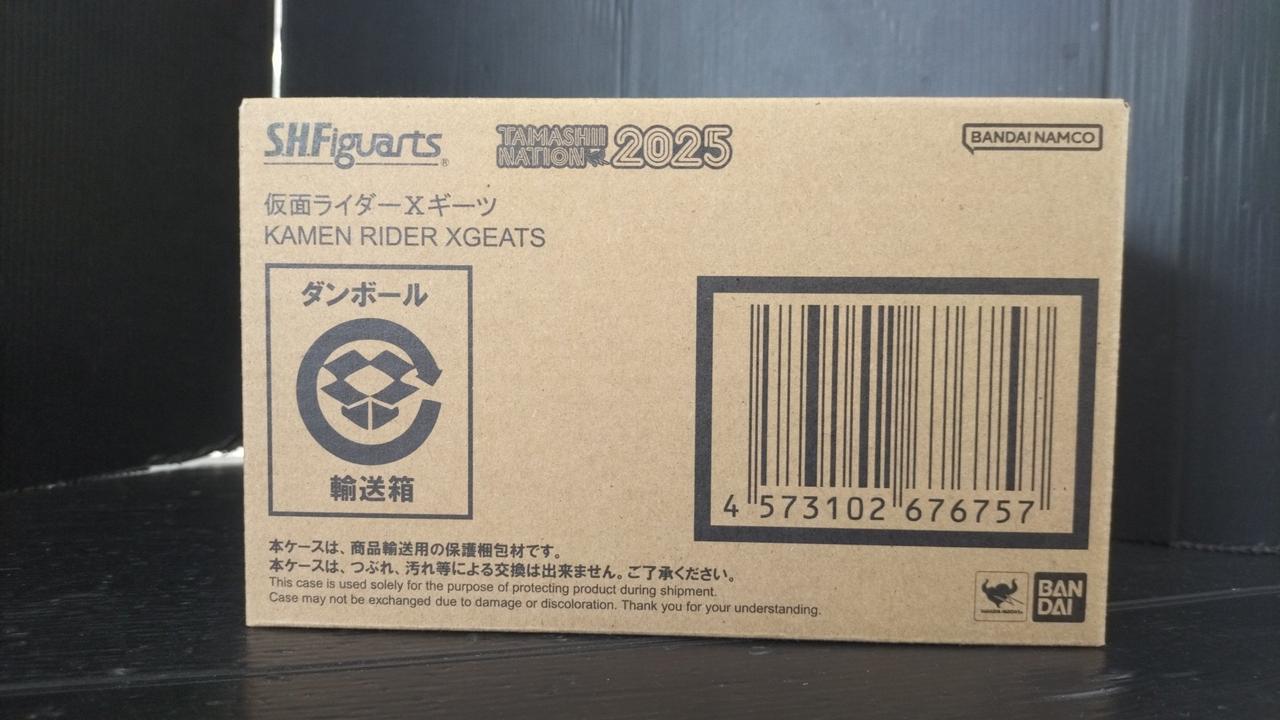 S.H.Figuarts®
TAMASHII NATION 2025
BANDAI NAMCO
仮面ライダーXギーツ
KAMEN RIDER XGEATS
ダンボール
輸送箱
4 573102 676757
本ケースは、商品輸送用の保護梱包材です。
本ケースは、つぶれ、汚れ等による交換は出来ません。ご了承ください。
This case is used solely for the purpose of protecting product during shipment.
Case may not be exchanged due to damage or discoloration. Thank you for your understanding.
TAMASHII NATIONS
BAN
DAI